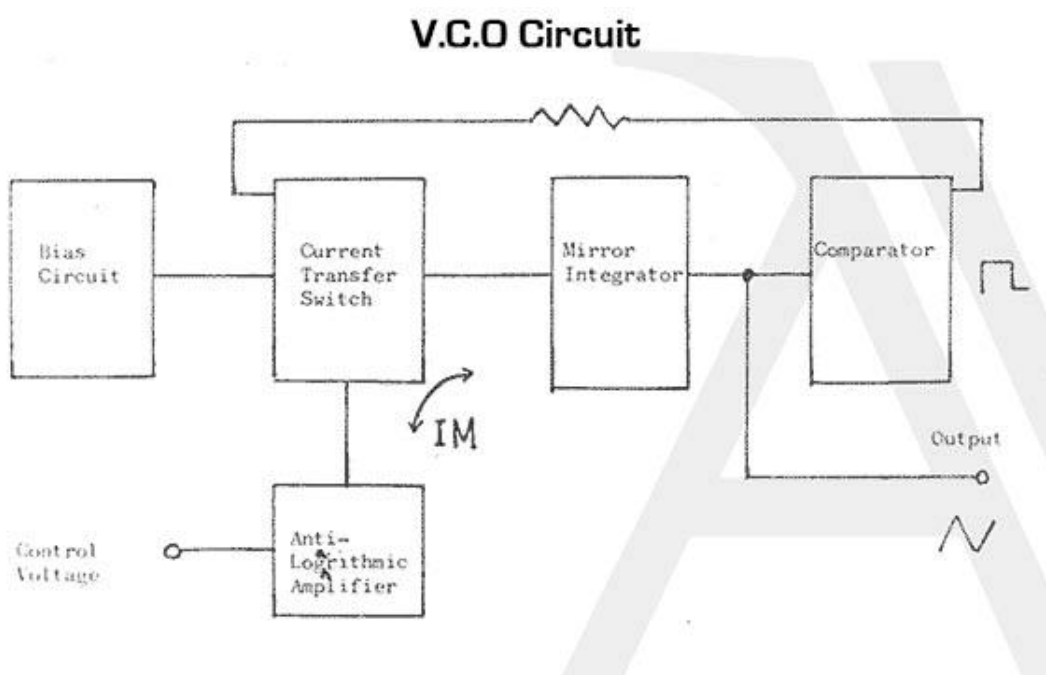 V.C.O Circuit
Bias
Circuit
Current
Transfer
Switch
Mirror
Integrator
Comparator
IM
Output
Control
Voltage
Anti-
Logrithmic
Amplifier